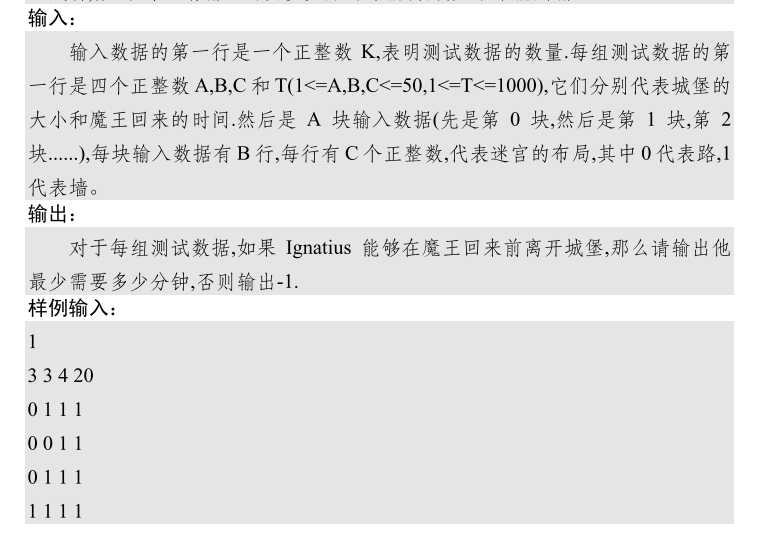 输入：
输入数据的第一行是一个正整数 K,表明测试数据的数量.每组测试数据的第
一行是四个正整数 A,B,C 和 T(1<=A,B,C<=50,1<=T<=1000),它们分别代表城堡的
大小和魔王回来的时间.然后是 A 块输入数据(先是第 0 块,然后是第 1 块,第 2
块......),每块输入数据有 B 行,每行有 C 个正整数,代表迷宫的布局,其中 0 代表路,1
代表墙。
输出：
对于每组测试数据,如果 Ignatius 能够在魔王回来前离开城堡,那么请输出他
最少需要多少分钟,否则输出-1.
样例输入：
1
3 3 4 20
0 1 1 1
0 0 1 1
0 1 1 1
1 1 1 1